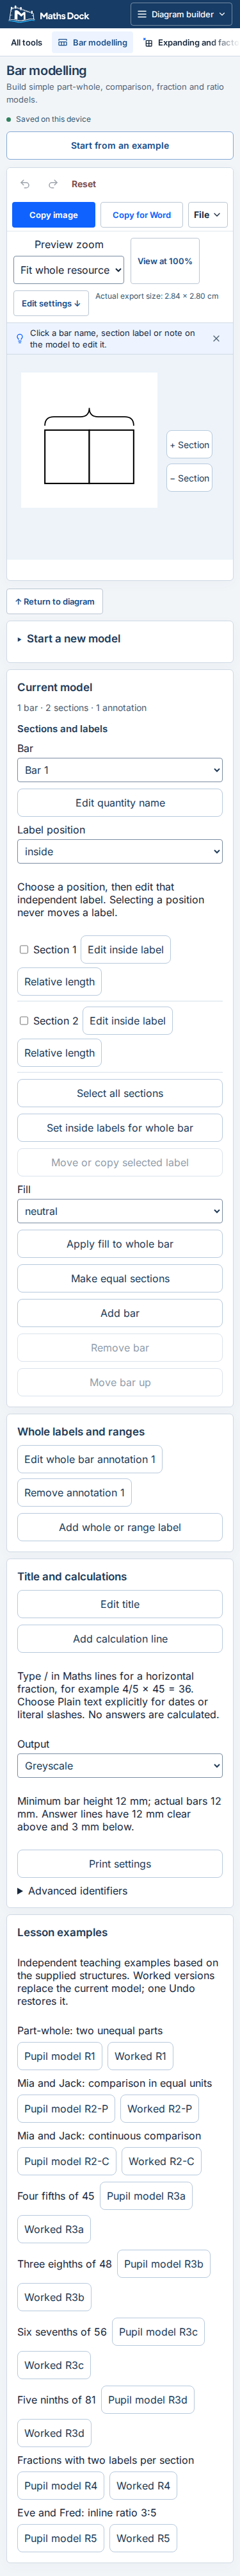 Maths Dock
Diagram builder
All tools
Bar modelling
Expanding and facto
Bar modelling
Build simple part-whole, comparison, fraction and ratio
models.
Saved on this device
Start from an example
Reset
Copy image
Copy for Word
File
Preview zoom
Fit whole resource
View at 100%
Edit settings ↓
Actual export size: 2.84 × 2.80 cm
Click a bar name, section label or note on
the model to edit it.
+ Section
− Section
↑ Return to diagram
Start a new model
Current model
1 bar · 2 sections · 1 annotation
Sections and labels
Bar
Bar 1
Edit quantity name
Label position
inside
Choose a position, then edit that
independent label. Selecting a position
never moves a label.
Section 1
Edit inside label
Relative length
Section 2
Edit inside label
Relative length
Select all sections
Set inside labels for whole bar
Move or copy selected label
Fill
neutral
Apply fill to whole bar
Make equal sections
Add bar
Remove bar
Move bar up
Whole labels and ranges
Edit whole bar annotation 1
Remove annotation 1
Add whole or range label
Title and calculations
Edit title
Add calculation line
Type / in Maths lines for a horizontal
fraction, for example 4/5 × 45 = 36.
Choose Plain text explicitly for dates or
literal slashes. No answers are calculated.
Output
Greyscale
Minimum bar height 12 mm; actual bars 12
mm. Answer lines have 12 mm clear
above and 3 mm below.
Print settings
Advanced identifiers
Lesson examples
Independent teaching examples based on
the supplied structures. Worked versions
replace the current model; one Undo
restores it.
Part-whole: two unequal parts
Pupil model R1
Worked R1
Mia and Jack: comparison in equal units
Pupil model R2-P
Worked R2-P
Mia and Jack: continuous comparison
Pupil model R2-C
Worked R2-C
Four fifths of 45
Pupil model R3a
Worked R3a
Three eighths of 48
Pupil model R3b
Worked R3b
Six sevenths of 56
Pupil model R3c
Worked R3c
Five ninths of 81
Pupil model R3d
Worked R3d
Fractions with two labels per section
Pupil model R4
Worked R4
Eve and Fred: inline ratio 3:5
Pupil model R5
Worked R5